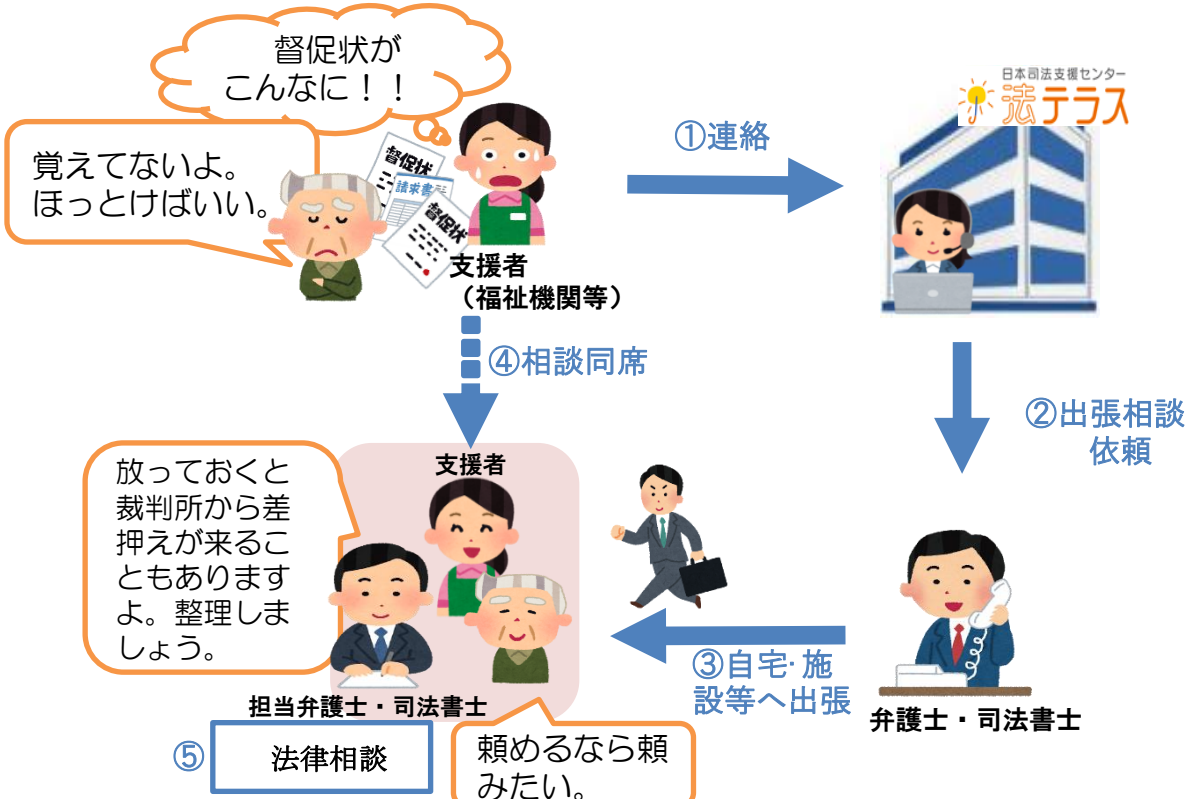 督促状が
こんなに！！
覚えてないよ。
ほっとけばいい。
督促状
請求書
督促状
支援者
（福祉機関等）
①連絡
日本司法支援センター
法テラス
②出張相談
依頼
弁護士・司法書士
③自宅･施
設等へ出張
④相談同席
支援者
放っておくと
裁判所から差
押えが来るこ
ともあります
よ。整理しま
しょう。
担当弁護士・司法書士
⑤
法律相談
頼めるなら頼
みたい。